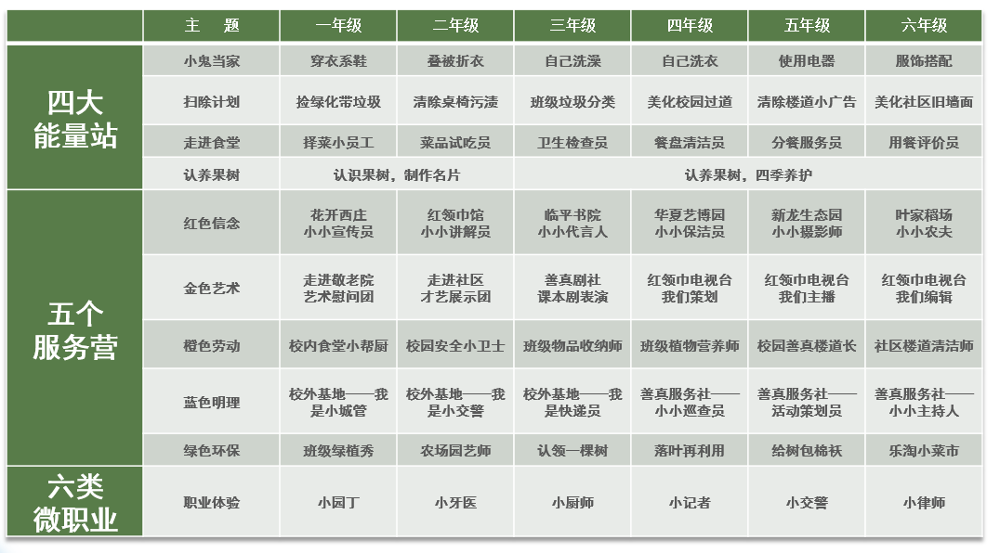 主 题 一年级 二年级 三年级 四年级 五年级 六年级
四大
能量站
小鬼当家 穿衣系鞋 叠被折衣 自己洗澡 自己洗衣 使用电器 服饰搭配
扫除计划 捡绿化带垃圾 清除桌椅污渍 班级垃圾分类 美化校园过道 清除楼道小广告 美化社区旧墙面
走进食堂 择菜小员工 菜品试吃员 卫生检查员 餐盘清洁员 分餐服务员 用餐评价员
认养果树 认识果树，制作名片 认养果树，四季养护
五个
服务营
红色信念 花开西庄 红领巾馆 临平书院 华夏艺博园 新龙生态园 叶家稻场
小小宣传员 小小讲解员 小小代言人 小小保洁员 小小摄影师 小小农夫
金色艺术 走进敬老院 走进社区 善真剧社 红领巾电视台 红领巾电视台 红领巾电视台
艺术慰问团 才艺展示团 课本剧表演 我们策划 我们主播 我们编辑
橙色劳动 校内食堂小帮厨 校园安全小卫士 班级物品收纳师 班级植物营养师 校园善真楼道长 社区楼道清洁师
蓝色明理 校外基地——我 校外基地——我 校外基地——我 善真服务社—— 善真服务社—— 善真服务社——
是小城管 是小交警 是快递员 小小巡查员 活动策划员 小小主持人
绿色环保 班级绿植秀 农场园艺师 认领一棵树 落叶再利用 给树包棉袄 乐淘小菜市
六类
微职业
职业体验 小园丁 小牙医 小厨师 小记者 小交警 小律师